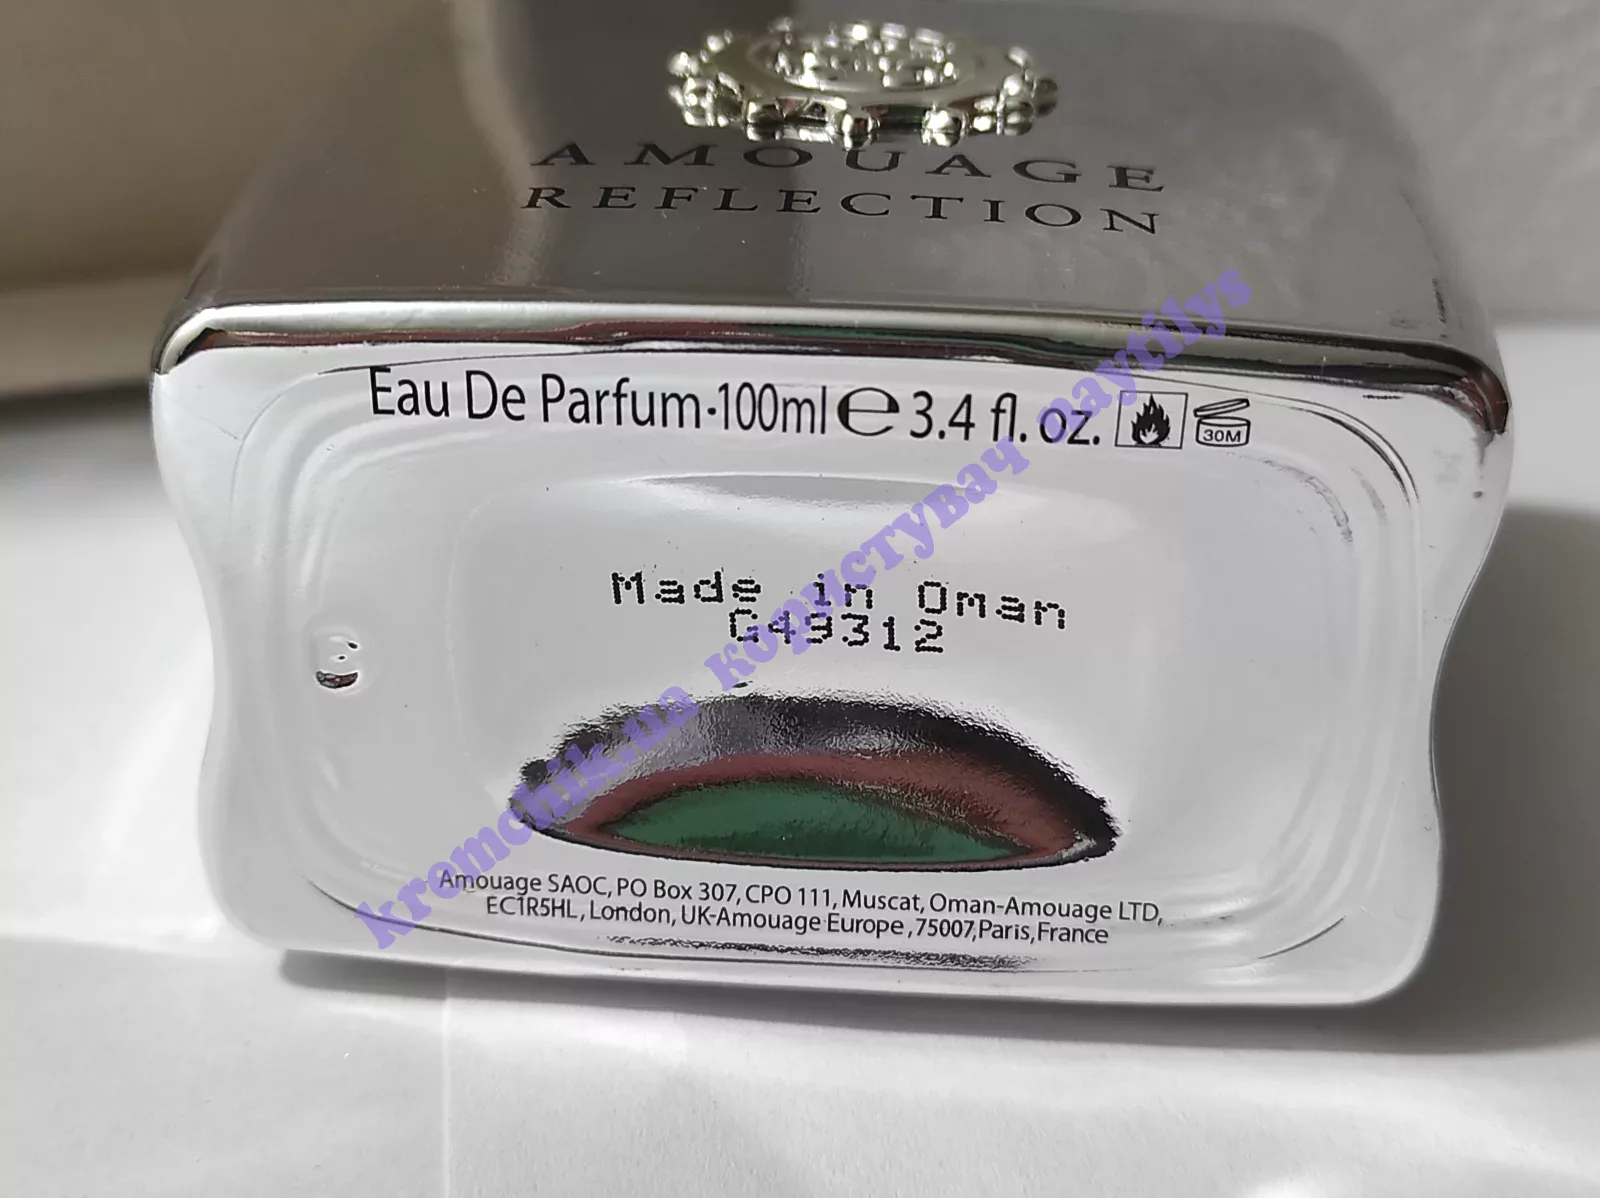 AMOUAGE
REFLECTION
Eau De Parfum·100ml ℮ 3.4 fl. oz.
30M
Made in Oman
G49312
Amouage SAOC, PO Box 307, CPO 111, Muscat, Oman-Amouage LTD,
EC1R5HL, London, UK-Amouage Europe, 75007, Paris, France
kremchik.ua користувач naytilys